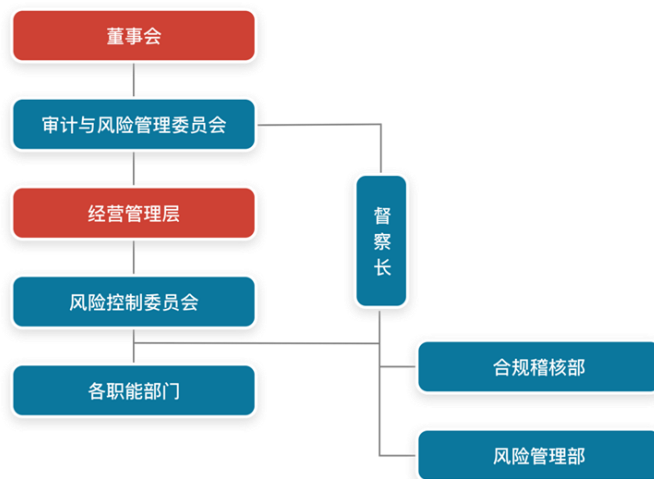 董事会
审计与风险管理委员会
经营管理层
督察长
风险控制委员会
合规稽核部
各职能部门
风险管理部